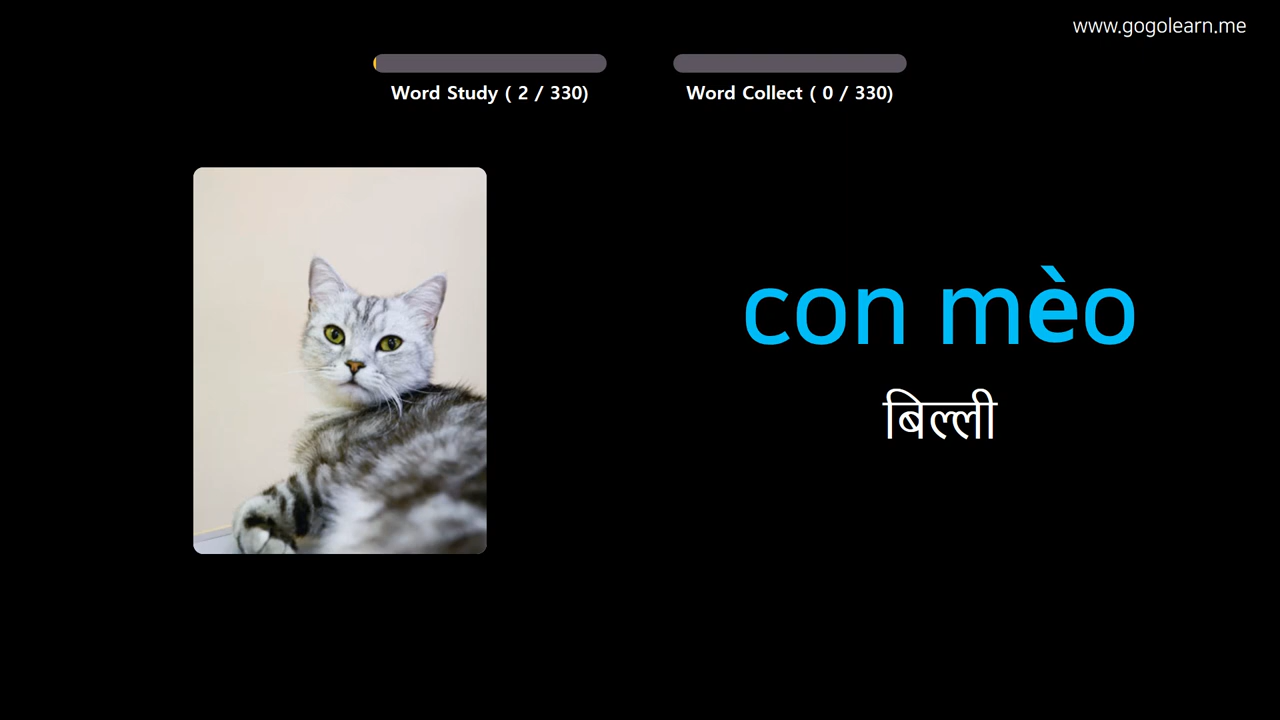 www.gogolearn.me
Word Study ( 2 / 330)
Word Collect ( 0 / 330)
con mèo
बिल्ली